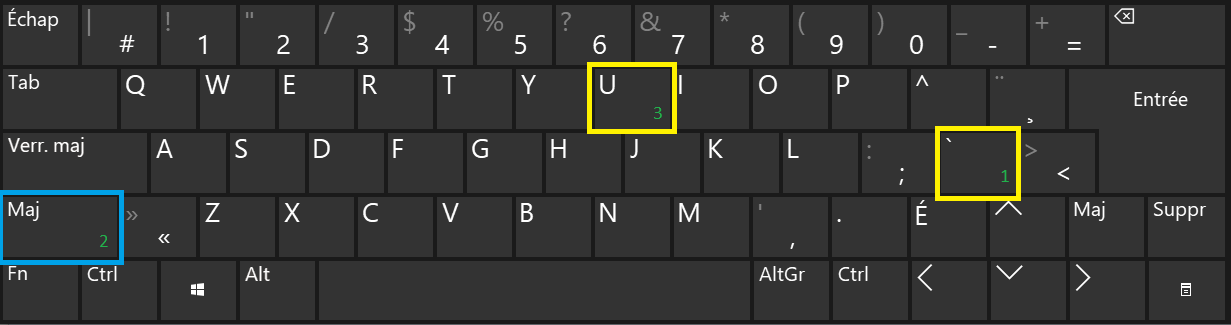 Échap | # ! 1 " 2 / 3 $ 4 % 5 ? 6 & 7 * 8 ( 9 ) 0 _ - + =
Tab Q W E R T Y U 3 I O P ^ ¨ ¸ Entrée
Verr. maj A S D F G H J K L : ; ` 1 > <
Maj 2 » « Z X C V B N M ' , . É Maj Suppr
Fn Ctrl Alt AltGr Ctrl